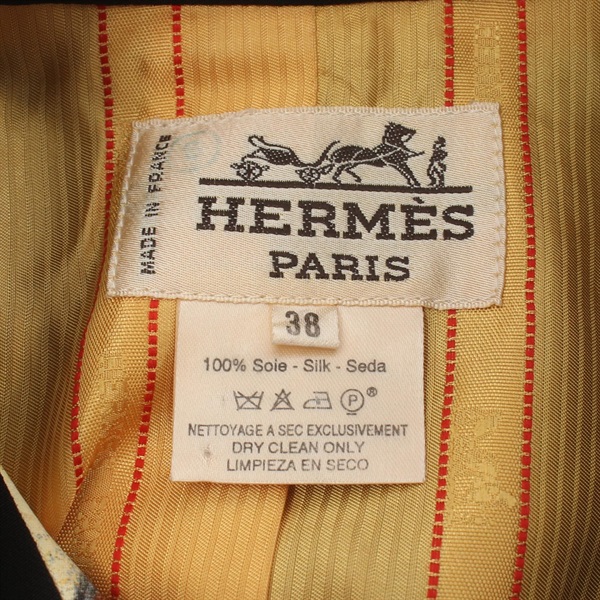 MADE IN FRANCE
HERMÈS
PARIS
38
100% Soie - Silk - Seda
P®
NETTOYAGE A SEC EXCLUSIVEMENT
DRY CLEAN ONLY
LIMPIEZA EN SECO